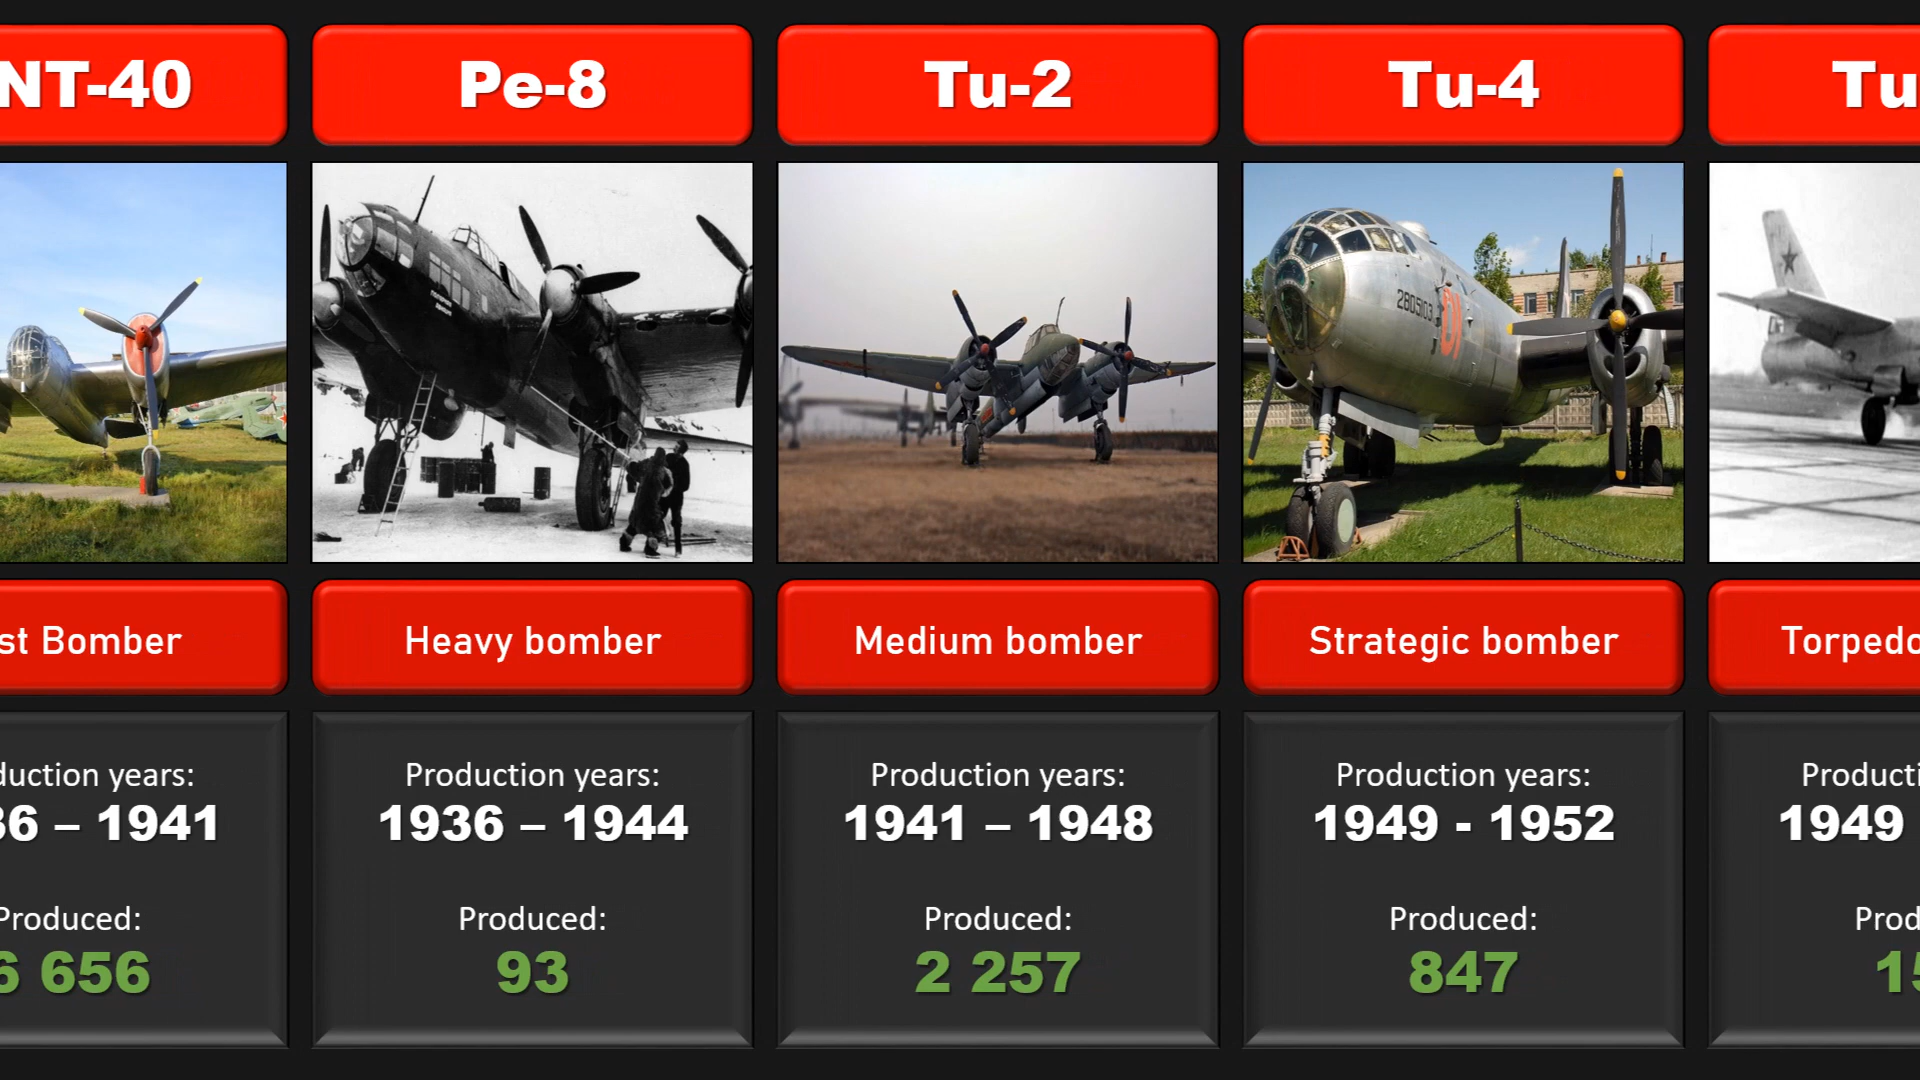 NT-40
Pe-8
Tu-2
Tu-4
Tu
2805103
01
st Bomber
Heavy bomber
Medium bomber
Strategic bomber
Torpedo
duction years:
36 – 1941
Production years:
1936 – 1944
Production years:
1941 – 1948
Production years:
1949 - 1952
Producti
1949
Produced:
6 656
Produced:
93
Produced:
2 257
Produced:
847
Prod
15